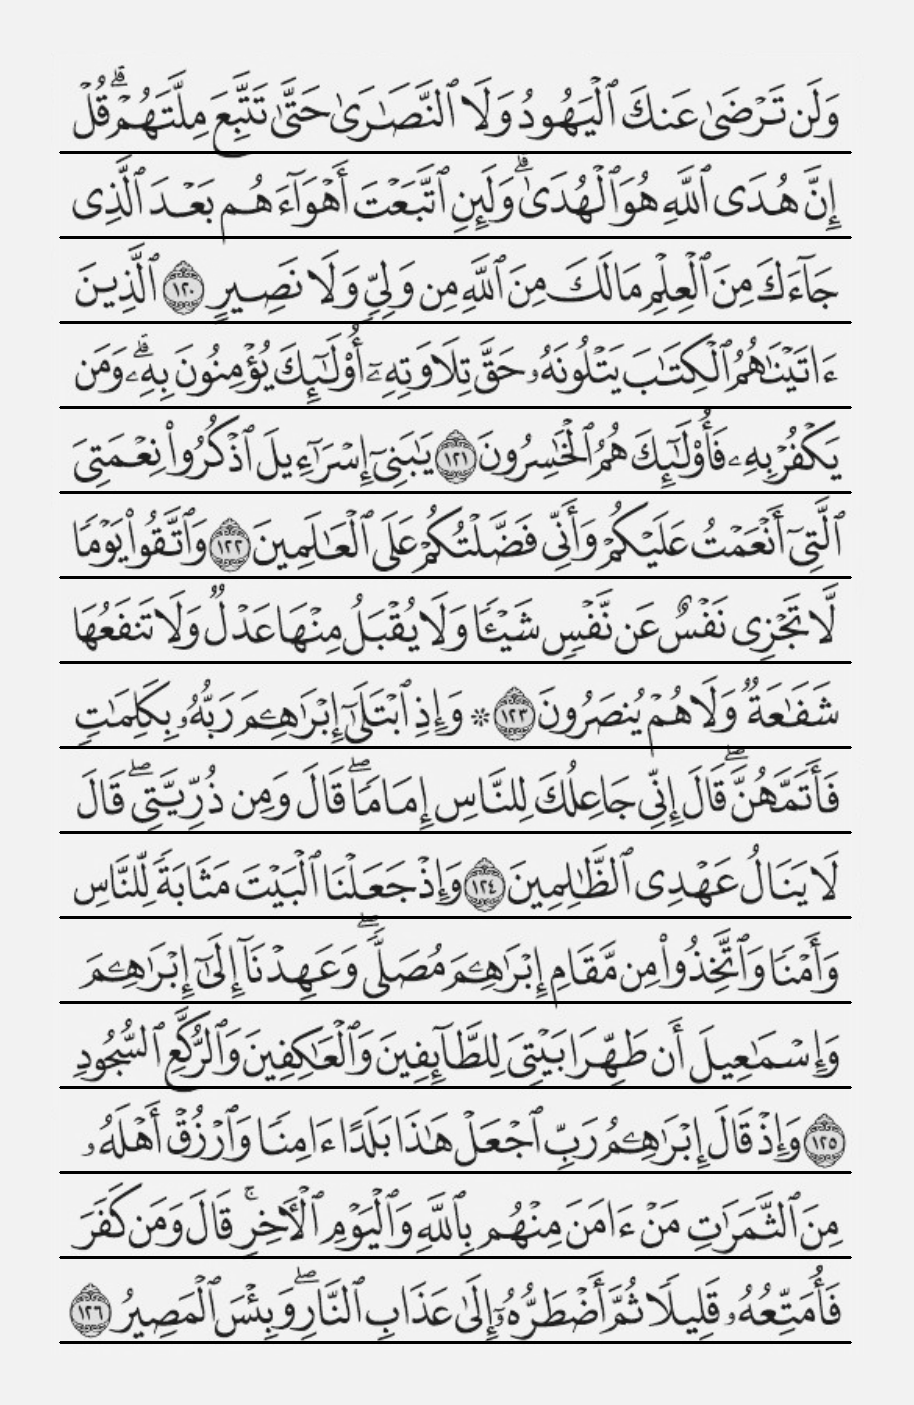 وَلَن تَرۡضَىٰ عَنكَ ٱلۡيَهُودُ وَلَا ٱلنَّصَٰرَىٰ حَتَّىٰ تَتَّبِعَ مِلَّتَهُمۡۗ قُلۡ
إِنَّ هُدَى ٱللَّهِ هُوَ ٱلۡهُدَىٰۗ وَلَئِنِ ٱتَّبَعۡتَ أَهۡوَآءَهُم بَعۡدَ ٱلَّذِي
جَآءَكَ مِنَ ٱلۡعِلۡمِ مَا لَكَ مِنَ ٱللَّهِ مِن وَلِيّٖ وَلَا نَصِيرٍ ١٢٠ ٱلَّذِينَ
ءَاتَيۡنَٰهُمُ ٱلۡكِتَٰبَ يَتۡلُونَهُۥ حَقَّ تِلَاوَتِهِۦٓ أُوْلَٰٓئِكَ يُؤۡمِنُونَ بِهِۦۗ وَمَن
يَكۡفُرۡ بِهِۦ فَأُوْلَٰٓئِكَ هُمُ ٱلۡخَٰسِرُونَ ١٢١ يَٰبَنِيٓ إِسۡرَٰٓءِيلَ ٱذۡكُرُواْ نِعۡمَتِيَ
ٱلَّتِيٓ أَنۡعَمۡتُ عَلَيۡكُمۡ وَأَنِّي فَضَّلۡتُكُمۡ عَلَى ٱلۡعَٰلَمِينَ ١٢٢ وَٱتَّقُواْ يَوۡمٗا
لَّا تَجۡزِي نَفۡسٌ عَن نَّفۡسٖ شَيۡـٔٗا وَلَا يُقۡبَلُ مِنۡهَا عَدۡلٞ وَلَا تَنفَعُهَا
شَفَٰعَةٞ وَلَا هُمۡ يُنصَرُونَ ١٢٣ ۞ وَإِذِ ٱبۡتَلَىٰٓ إِبۡرَٰهِـۧمَ رَبُّهُۥ بِكَلِمَٰتٖ
فَأَتَمَّهُنَّۖ قَالَ إِنِّي جَاعِلُكَ لِلنَّاسِ إِمَامٗاۖ قَالَ وَمِن ذُرِّيَّتِيۖ قَالَ
لَا يَنَالُ عَهۡدِي ٱلظَّٰلِمِينَ ١٢٤ وَإِذۡ جَعَلۡنَا ٱلۡبَيۡتَ مَثَابَةٗ لِّلنَّاسِ
وَأَمۡنٗا وَٱتَّخِذُواْ مِن مَّقَامِ إِبۡرَٰهِـۧمَ مُصَلّٗىۖ وَعَهِدۡنَآ إِلَىٰٓ إِبۡرَٰهِـۧمَ
وَإِسۡمَٰعِيلَ أَن طَهِّرَا بَيۡتِيَ لِلطَّآئِفِينَ وَٱلۡعَٰكِفِينَ وَٱلرُّكَّعِ ٱلسُّجُودِ
١٢٥ وَإِذۡ قَالَ إِبۡرَٰهِـۧمُ رَبِّ ٱجۡعَلۡ هَٰذَا بَلَدًا ءَامِنٗا وَٱرۡزُقۡ أَهۡلَهُۥ
مِنَ ٱلثَّمَرَٰتِ مَنۡ ءَامَنَ مِنۡهُم بِٱللَّهِ وَٱلۡيَوۡمِ ٱلۡأٓخِرِۚ قَالَ وَمَن كَفَرَ
فَأُمَتِّعُهُۥ قَلِيلٗا ثُمَّ أَضۡطَرُّهُۥٓ إِلَىٰ عَذَابِ ٱلنَّارِۖ وَبِئۡسَ ٱلۡمَصِيرُ ١٢٦